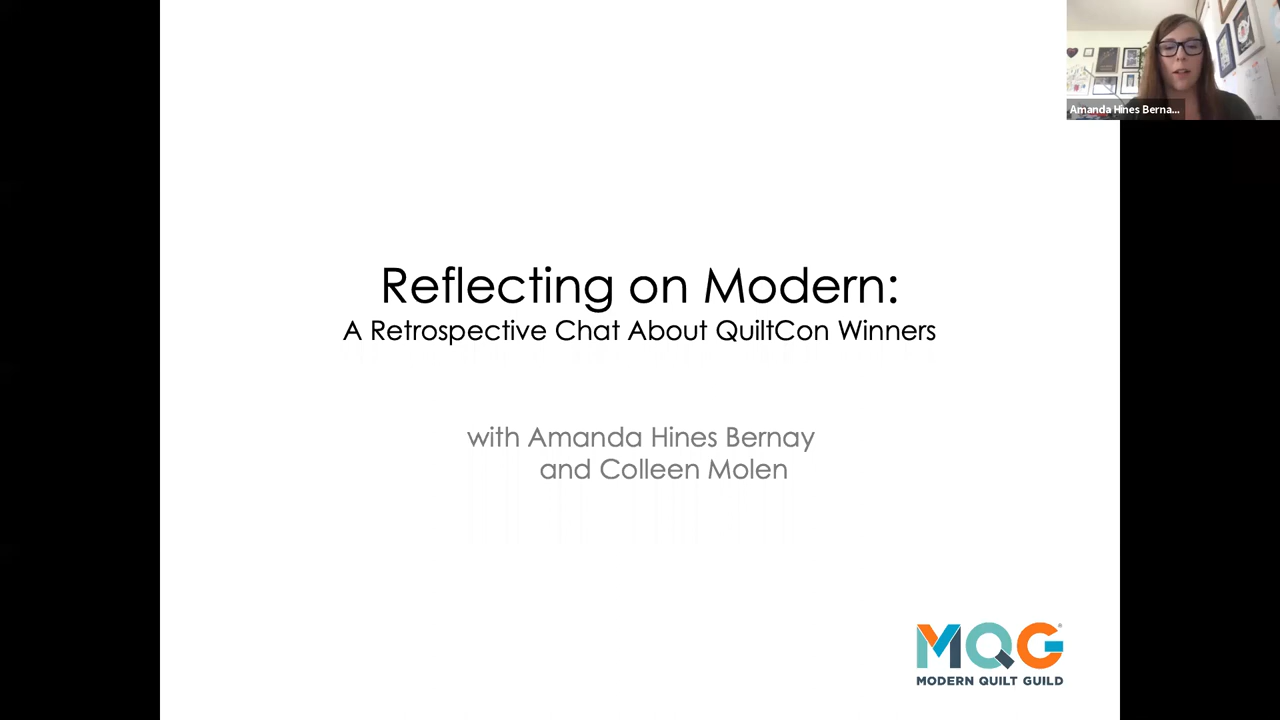 Amanda Hines Berna...
Reflecting on Modern:
A Retrospective Chat About QuiltCon Winners
with Amanda Hines Bernay
and Colleen Molen
MQG®
MODERN QUILT GUILD